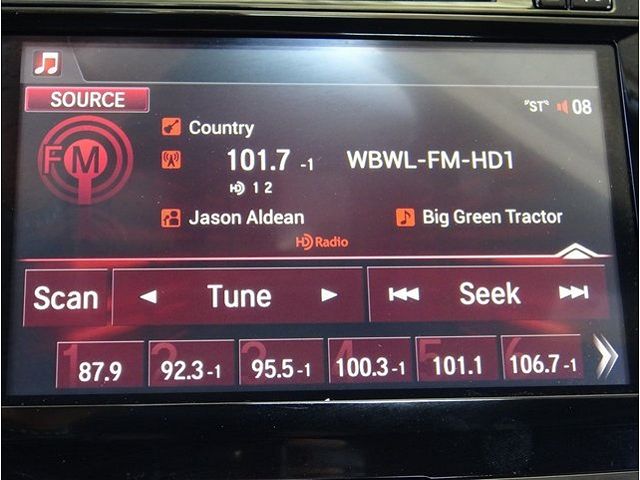 SOURCE
"ST" 08
FM
Country
101.7 -1 WBWL-FM-HD1
HD 1 2
Jason Aldean Big Green Tractor
HD Radio
Scan Tune Seek
1 2 3 4 5 6
87.9 92.3-1 95.5-1 100.3-1 101.1 106.7-1